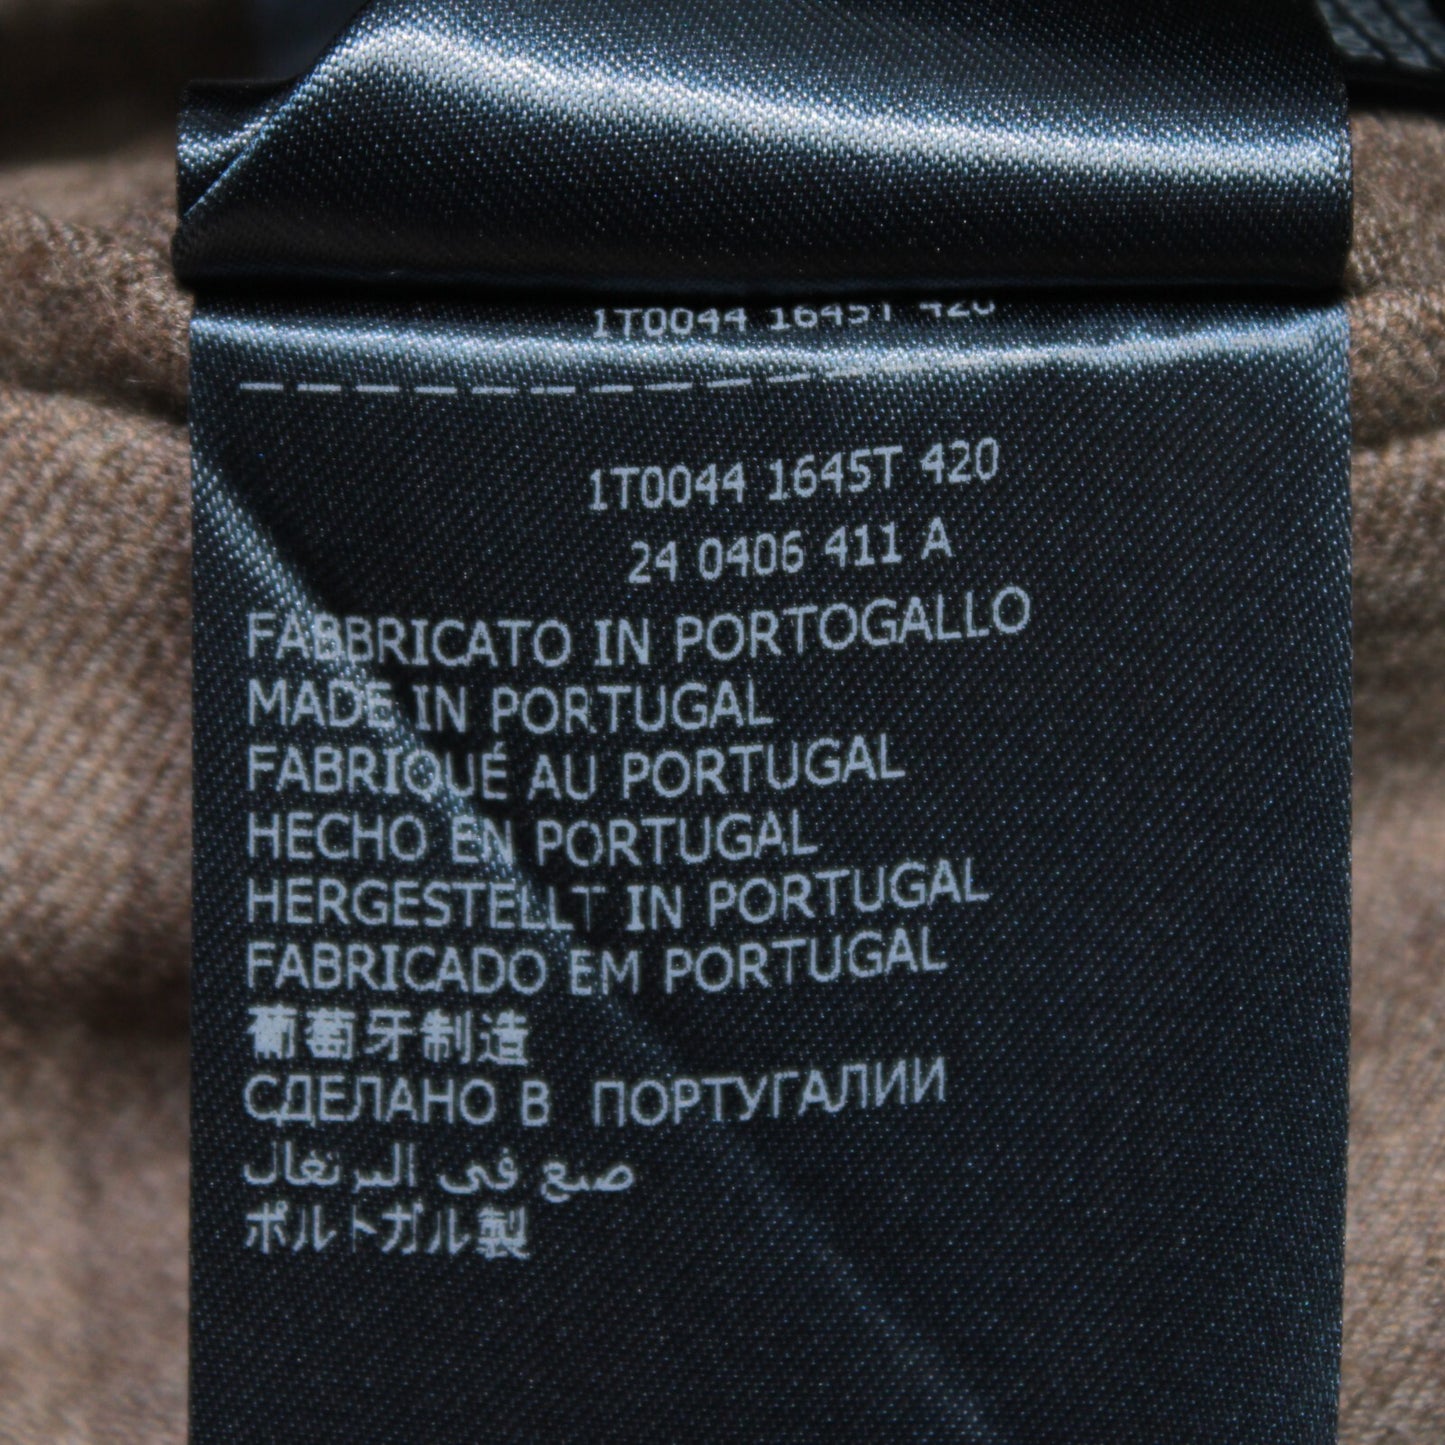 1T0044 1645T 420
1T0044 1645T 420
24 0406 411 A
FABBRICATO IN PORTOGALLO
MADE IN PORTUGAL
FABRIQUÉ AU PORTUGAL
HECHO EN PORTUGAL
HERGESTELLT IN PORTUGAL
FABRICADO EM PORTUGAL
葡萄牙制造
СДЕЛАНО В ПОРТУГАЛИИ
صنع في البرتغال
ポルトガル製